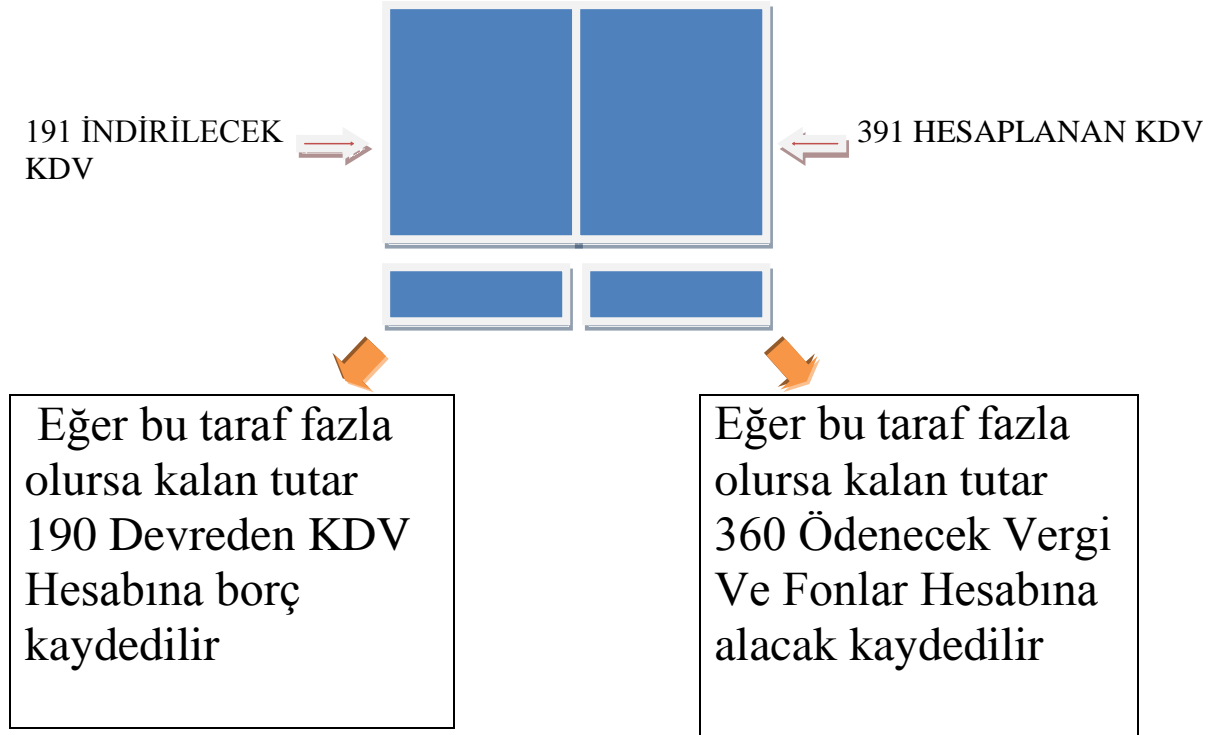 191 İNDİRİLECEK
KDV
391 HESAPLANAN KDV
Eğer bu taraf fazla
olursa kalan tutar
190 Devreden KDV
Hesabına borç
kaydedilir
Eğer bu taraf fazla
olursa kalan tutar
360 Ödenecek Vergi
Ve Fonlar Hesabına
alacak kaydedilir